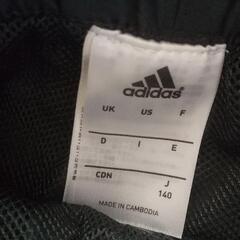 adidas
UK US F
D I E
CDN J
140
MADE IN CAMBODIA